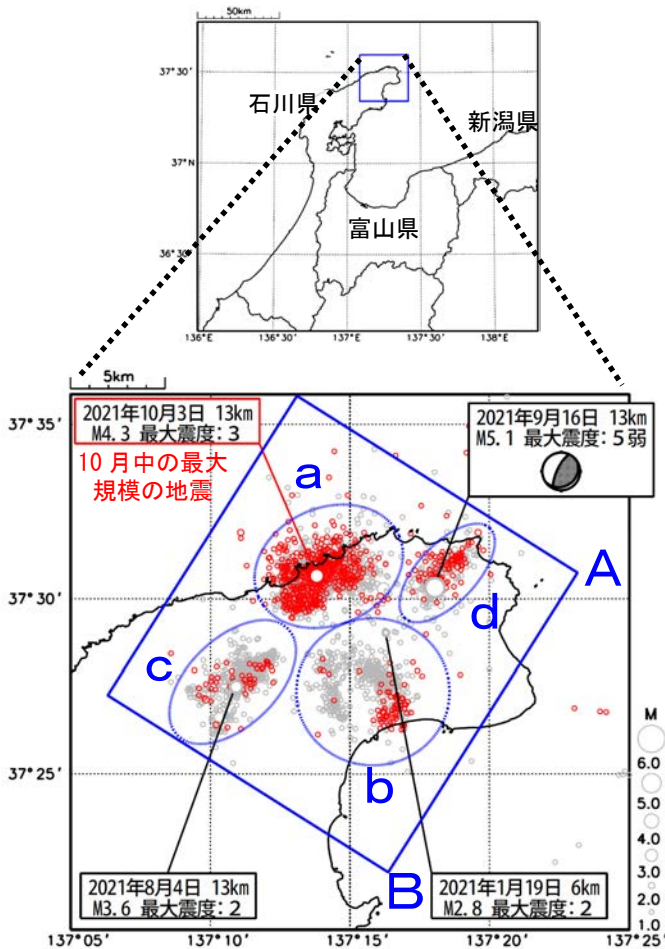 50km
37°30′
37°N
36°30′
石川県
新潟県
富山県
136°E
136°30′
137°E
137°30′
138°E
5km
37°35′
37°30′
37°25′
2021年10月3日 13km
M4.3 最大震度：3
10 月中の最大
規模の地震
2021年9月16日 13km
M5.1 最大震度：5弱
a
A
d
c
b
B
2021年8月4日 13km
M3.6 最大震度：2
2021年1月19日 6km
M2.8 最大震度：2
M
6.0
5.0
4.0
3.0
2.0
1.0
137°05′
137°10′
137°15′
137°20′
137°25′